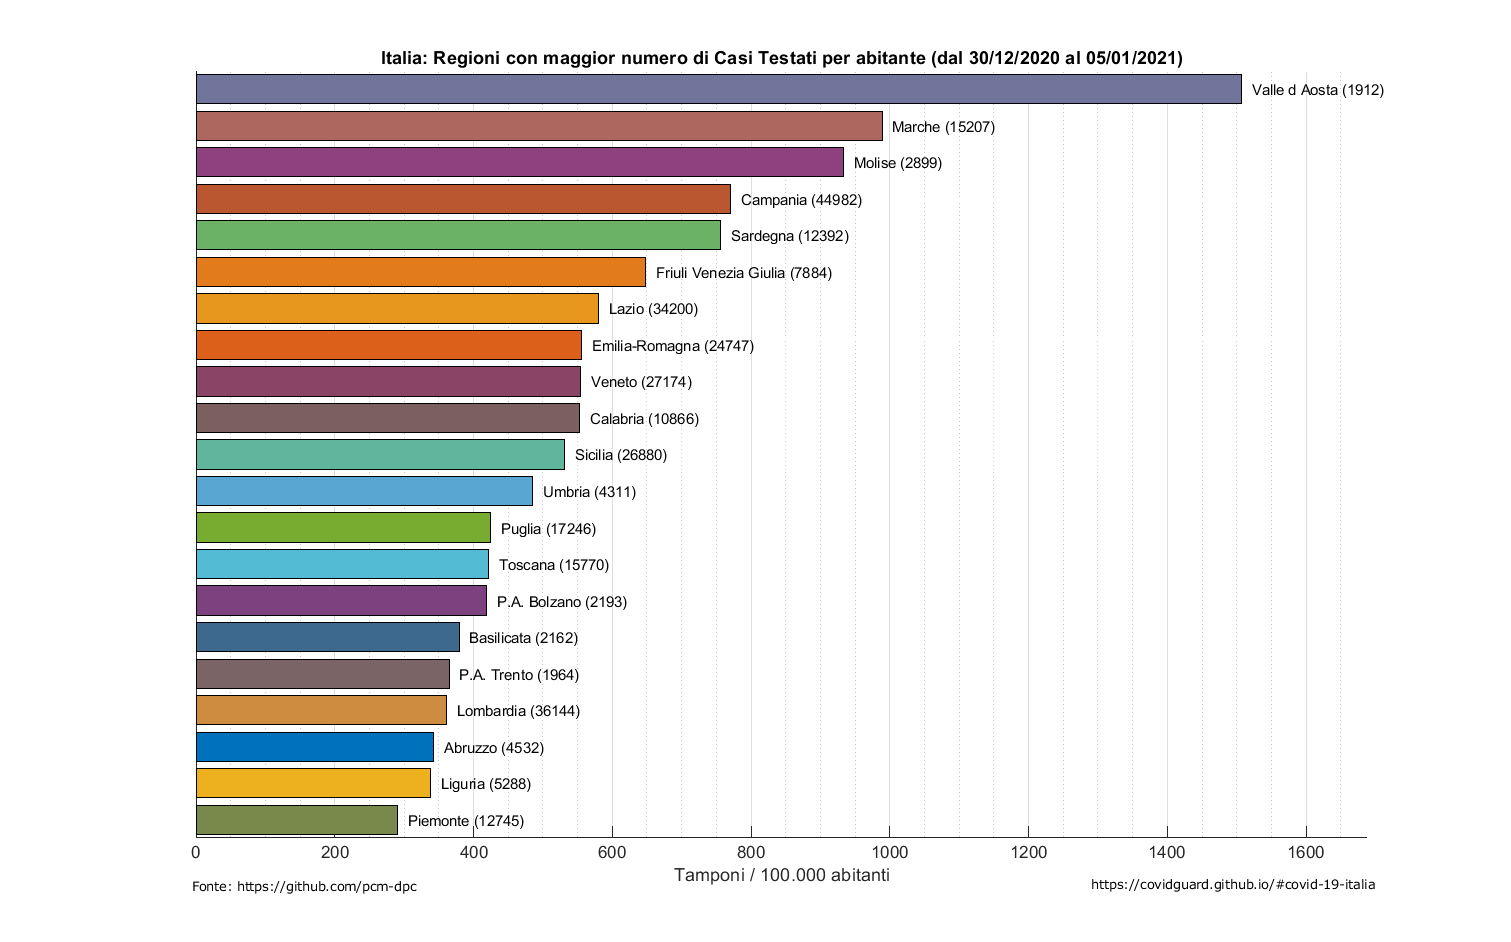 Italia: Regioni con maggior numero di Casi Testati per abitante (dal 30/12/2020 al 05/01/2021)
Valle d Aosta (1912)
Marche (15207)
Molise (2899)
Campania (44982)
Sardegna (12392)
Friuli Venezia Giulia (7884)
Lazio (34200)
Emilia-Romagna (24747)
Veneto (27174)
Calabria (10866)
Sicilia (26880)
Umbria (4311)
Puglia (17246)
Toscana (15770)
P.A. Bolzano (2193)
Basilicata (2162)
P.A. Trento (1964)
Lombardia (36144)
Abruzzo (4532)
Liguria (5288)
Piemonte (12745)
0 200 400 600 800 1000 1200 1400 1600
Tamponi / 100.000 abitanti
Fonte: https://github.com/pcm-dpc
https://covidguard.github.io/#covid-19-italia